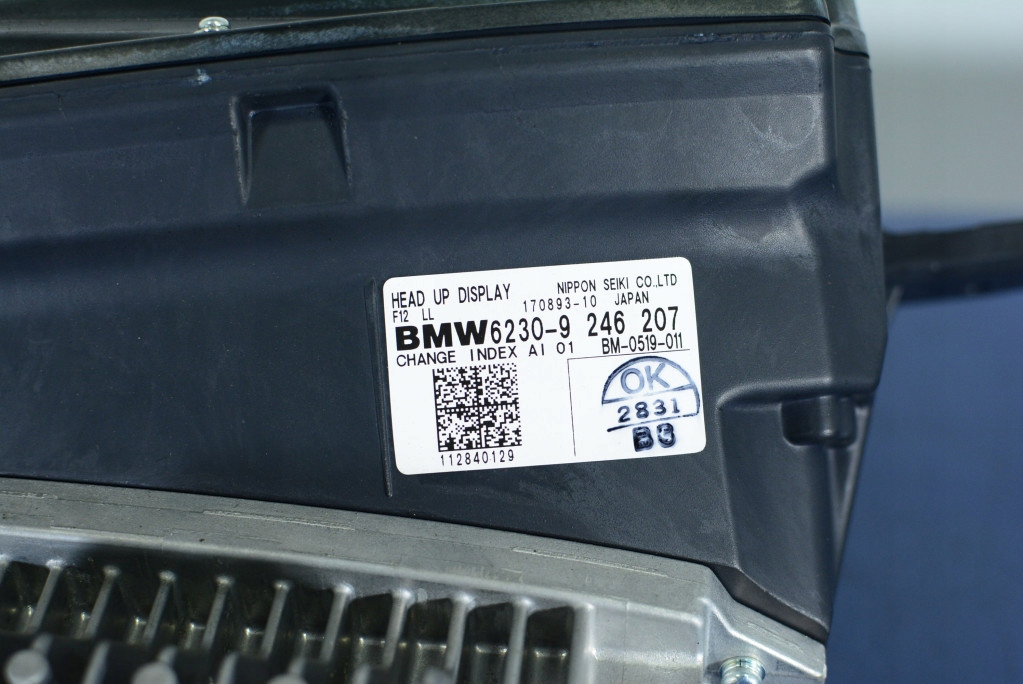 HEAD UP DISPLAY NIPPON SEIKI CO.,LTD
F12 LL 170893-10 JAPAN
BMW6230-9 246 207
CHANGE INDEX AI 01 BM-0519-011
OK
2831
112840129